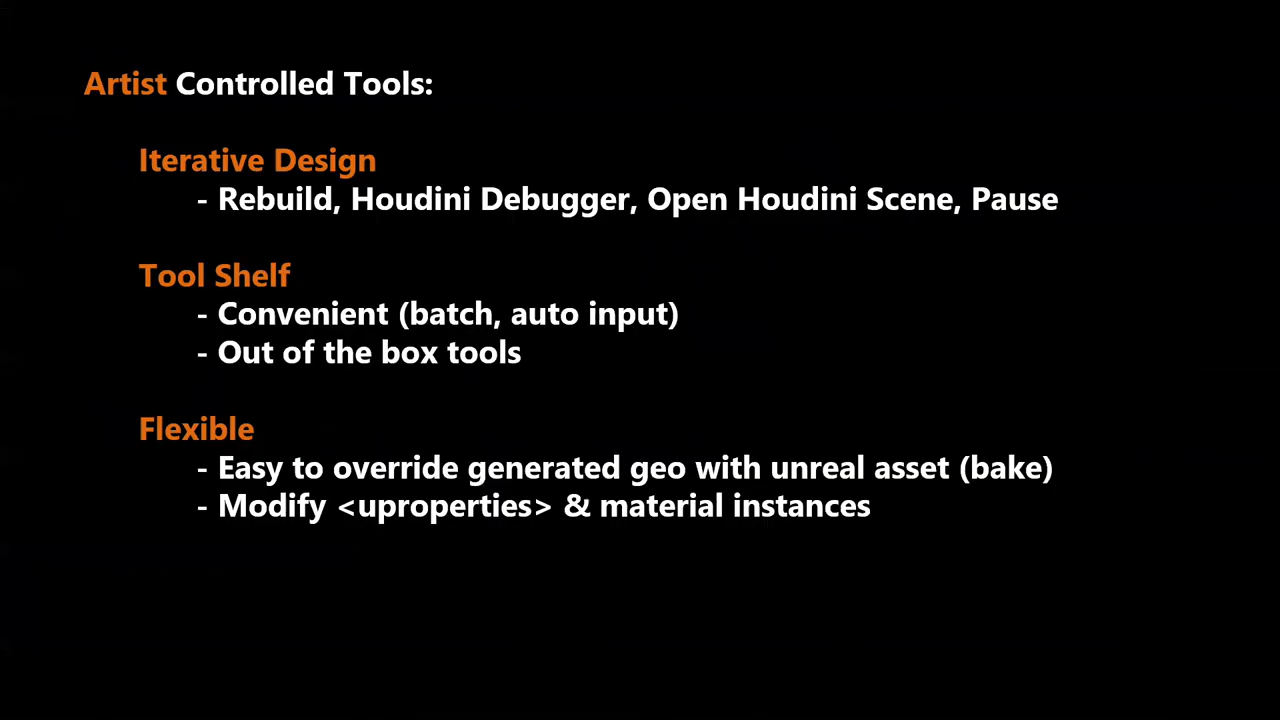 Artist Controlled Tools:
Iterative Design
- Rebuild, Houdini Debugger, Open Houdini Scene, Pause
Tool Shelf
- Convenient (batch, auto input)
- Out of the box tools
Flexible
- Easy to override generated geo with unreal asset (bake)
- Modify <uproperties> & material instances